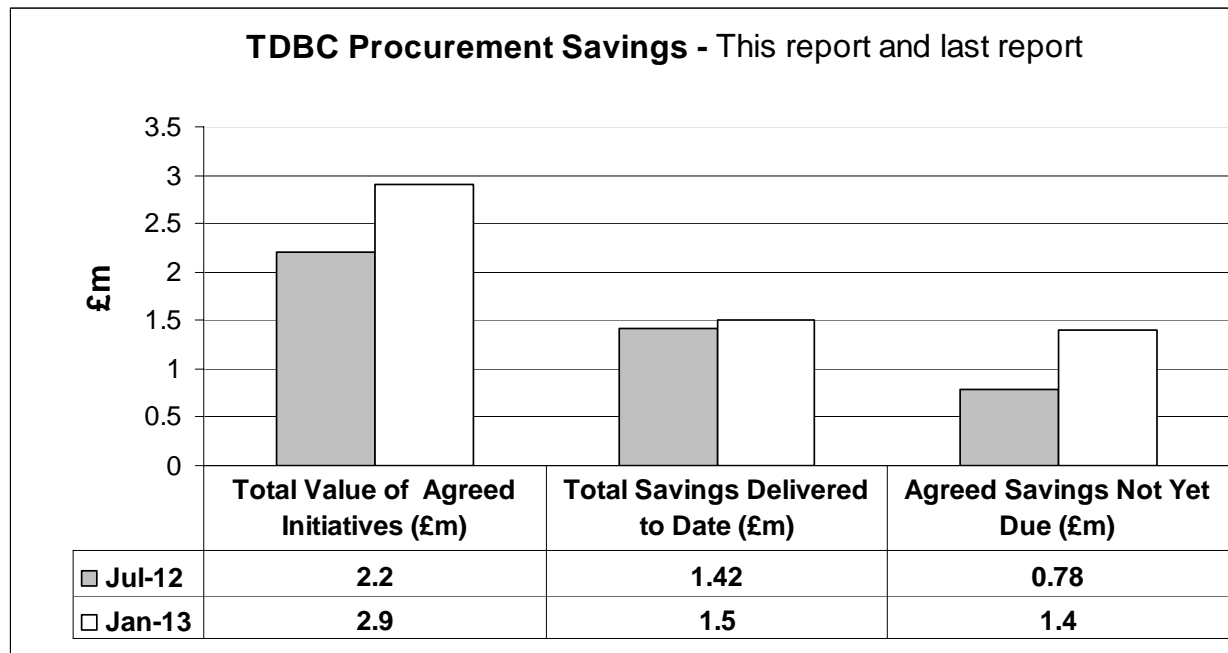 TDBC Procurement Savings - This report and last report
3.5
3
2.5
2
1.5
1
0.5
0
£m
Total Value of Agreed Initiatives (£m)
Total Savings Delivered to Date (£m)
Agreed Savings Not Yet Due (£m)
Jul-12 2.2 1.42 0.78
Jan-13 2.9 1.5 1.4